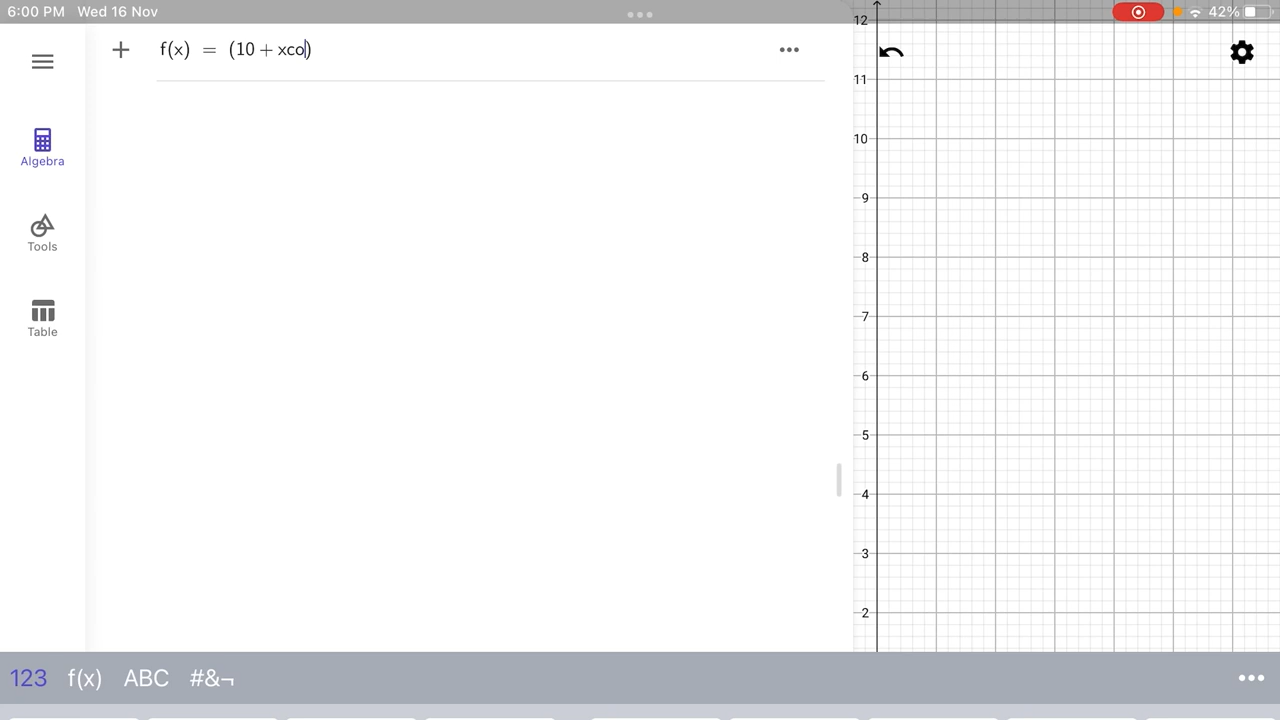 6:00 PM Wed 16 Nov
42%
f(x) = (10 + xco)
Algebra
Tools
Table
12
11
10
9
8
7
6
5
4
3
2
123 f(x) ABC #&¬